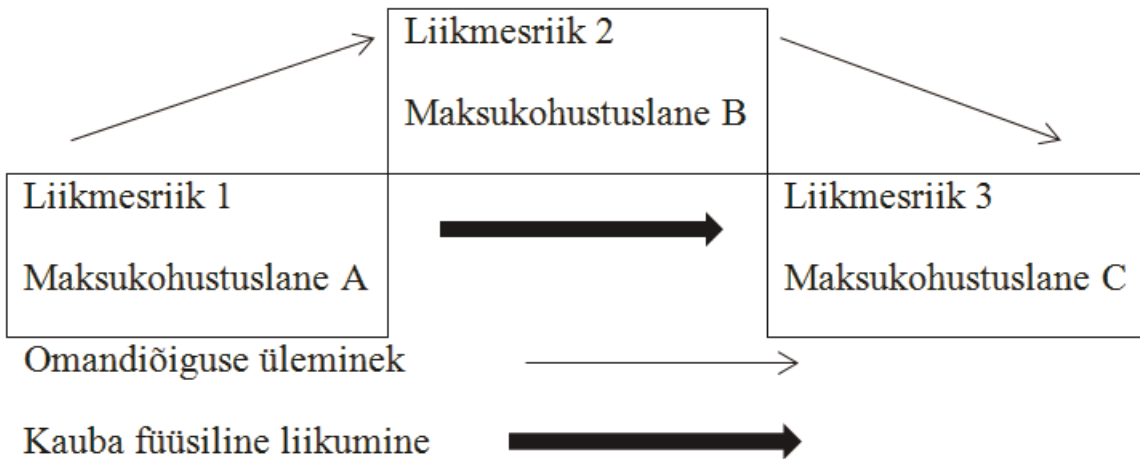 Liikmesriik 2
Maksukohustuslane B
Liikmesriik 1
Maksukohustuslane A
Liikmesriik 3
Maksukohustuslane C
Omandiõiguse üleminek
Kauba füüsiline liikumine